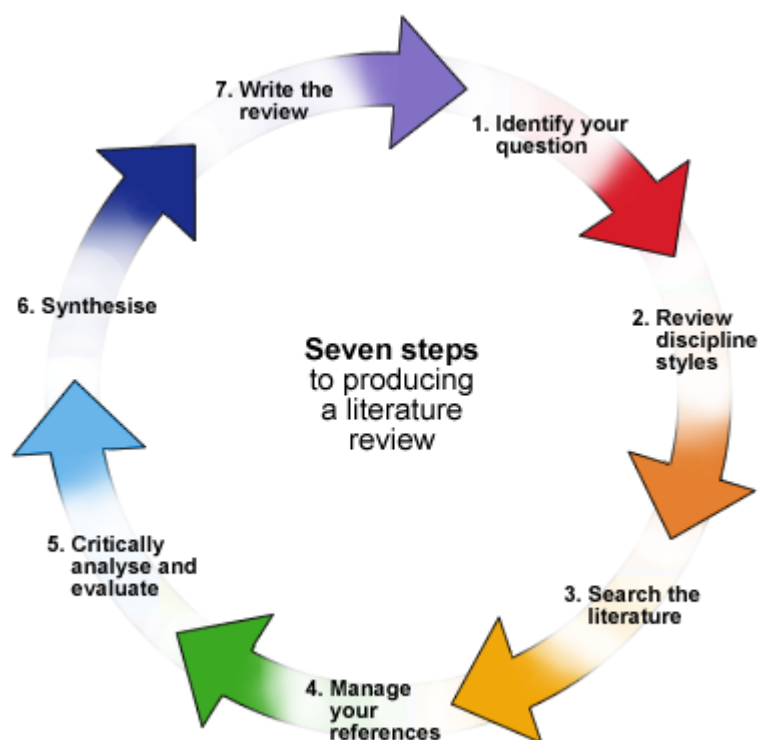 Seven steps
to producing
a literature
review
1. Identify your
question
2. Review
discipline
styles
3. Search the
literature
4. Manage
your
references
5. Critically
analyse and
evaluate
6. Synthesise
7. Write the
review